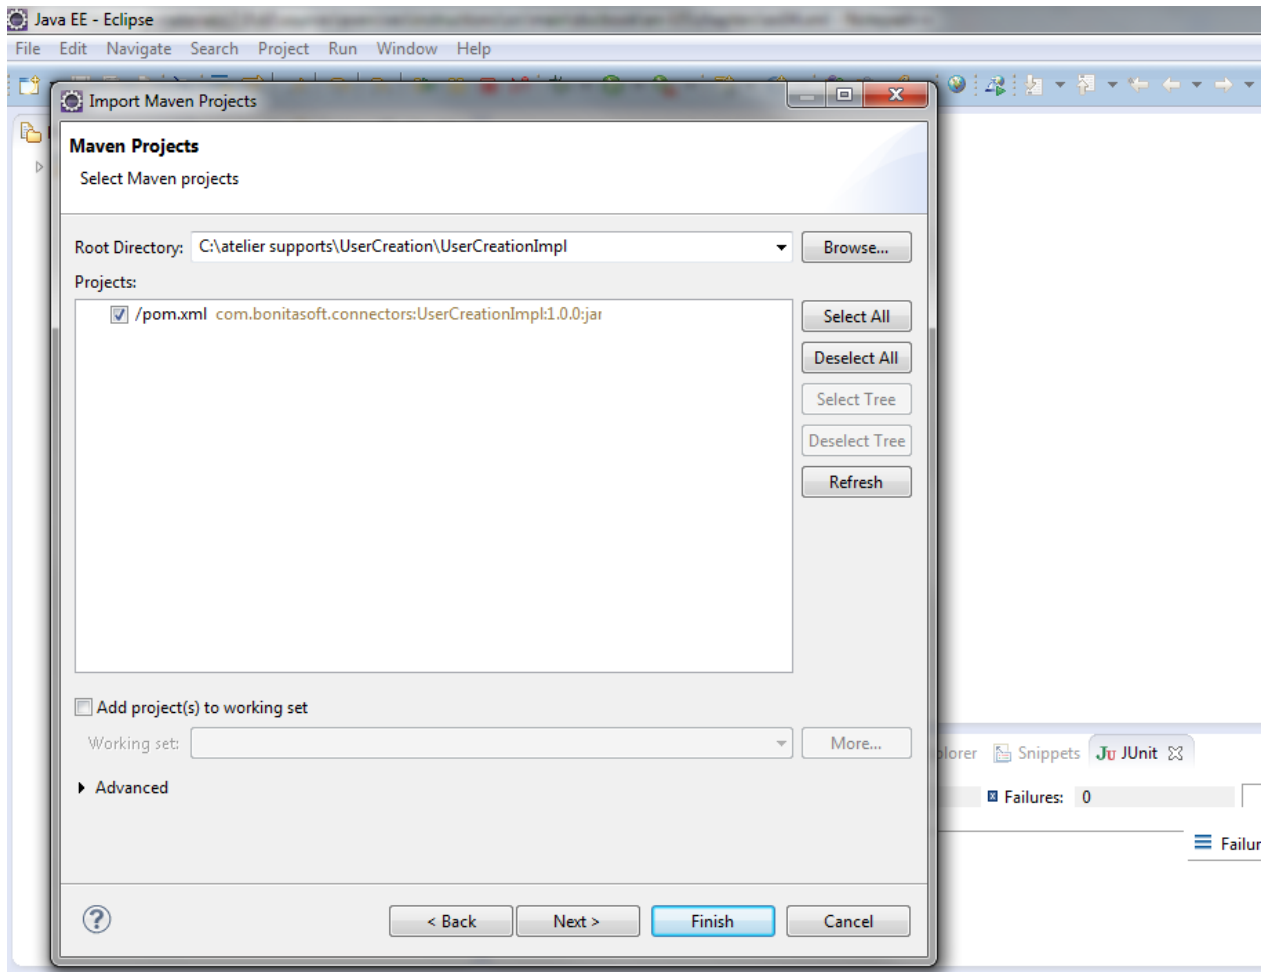 Java EE - Eclipse
File Edit Navigate Search Project Run Window Help
Import Maven Projects
Maven Projects
Select Maven projects
Root Directory: C:\atelier supports\UserCreation\UserCreationImpl Browse...
Projects:
/pom.xml com.bonitasoft.connectors:UserCreationImpl:1.0.0:jar
Select All
Deselect All
Select Tree
Deselect Tree
Refresh
Add project(s) to working set
Working set: More...
Advanced
Snippets Ju JUnit
Failures: 0
< Back Next > Finish Cancel